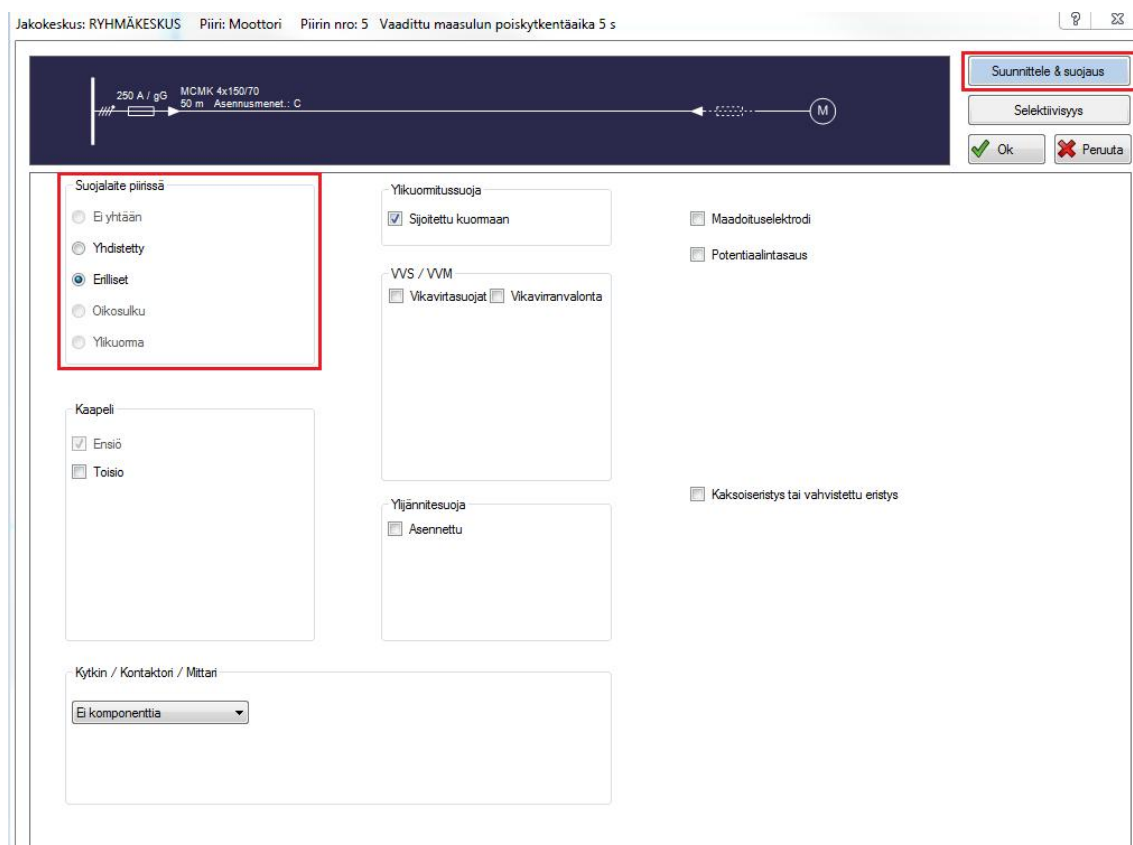 Jakokeskus: RYHMÄKESKUS Piiri: Moottori Piirin nro: 5 Vaadittu maasulun poiskytkentäaika 5 s
?
250 A / gG
MCMK 4x150/70
50 m Asennusmenet.: C
M
Suunnittele & suojaus
Selektiivisyys
Ok
Peruuta
Suojalaite piirissä
Ei yhtään
Yhdistetty
Erilliset
Oikosulku
Ylikuorma
Ylikuormitussuoja
Sijoitettu kuormaan
Maadoituselektrodi
Potentiaalintasaus
VVS / VVM
Vikavirtasuojat Vikavirranvalonta
Kaapeli
Ensiö
Toisio
Kaksoiseristys tai vahvistettu eristys
Ylijännitesuoja
Asennettu
Kytkin / Kontaktori / Mittari
Ei komponenttia